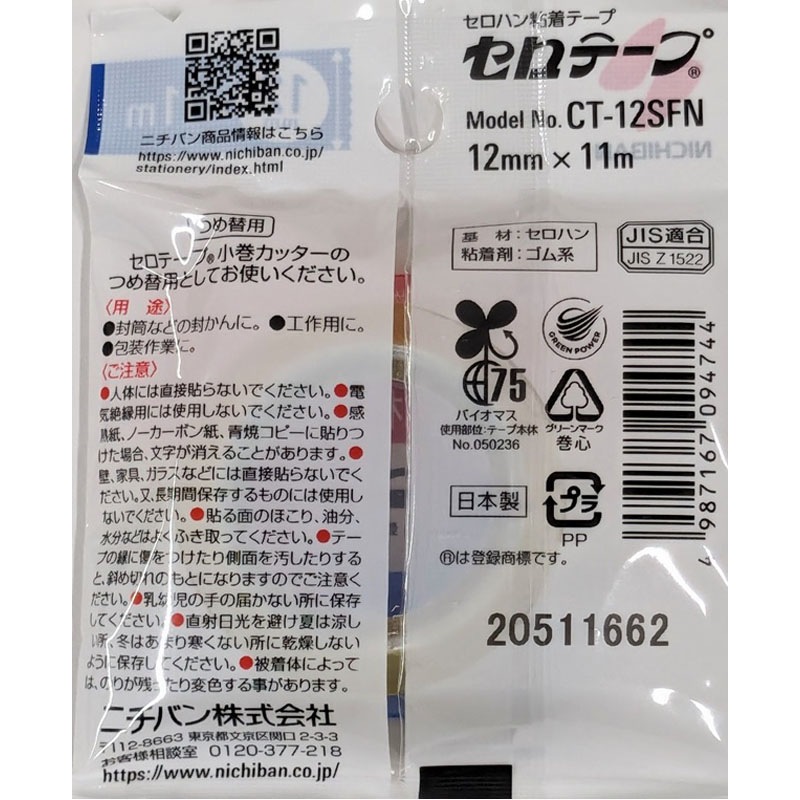 ニチバン商品情報はこちら
https://www.nichiban.co.jp/
stationery/index.html
つめ替用
セロテープ®小巻カッターの
つめ替用としてお使いください。
〈用 途〉
●封筒などの封かんに。●工作用に。
●包装作業に。
〈ご注意〉
●人体には直接貼らないでください。●電
気絶縁用には使用しないでください。●感
熱紙、ノーカーボン紙、青焼コピーに貼りつ
けた場合、文字が消えることがあります。●
壁、家具、ガラスなどには直接貼らないでく
ださい。又、長期間保存するものには使用し
ないでください。●貼る面のほこり、油分、
水分などはよくふき取ってください。●テー
プの縁に傷をつけたり側面を汚したりする
と、斜め切れのもとになりますのでご注意く
ださい。●乳幼児の手の届かない所に保存
してください。●直射日光を避け夏は涼し
い所、冬はあまり寒くない所に乾燥しない
ように保存してください。●被着体によって
は、のりが残ったり変色する事があります。
ニチバン株式会社
〒112-8663 東京都文京区関口2-3-3
お客様相談室 0120-377-218
https://www.nichiban.co.jp/
セロハン粘着テープ
セロテープ®
Model No. CT-12SFN
12mm×11m
NICHIBAN
基 材:セロハン
粘着剤:ゴム系
JIS適合
JIS Z 1522
GREEN POWER
75
バイオマス
使用部位:テープ本体
No.050236
グリーンマーク
巻心
日本製
プラ
PP
®は登録商標です。
4987167094744
20511662